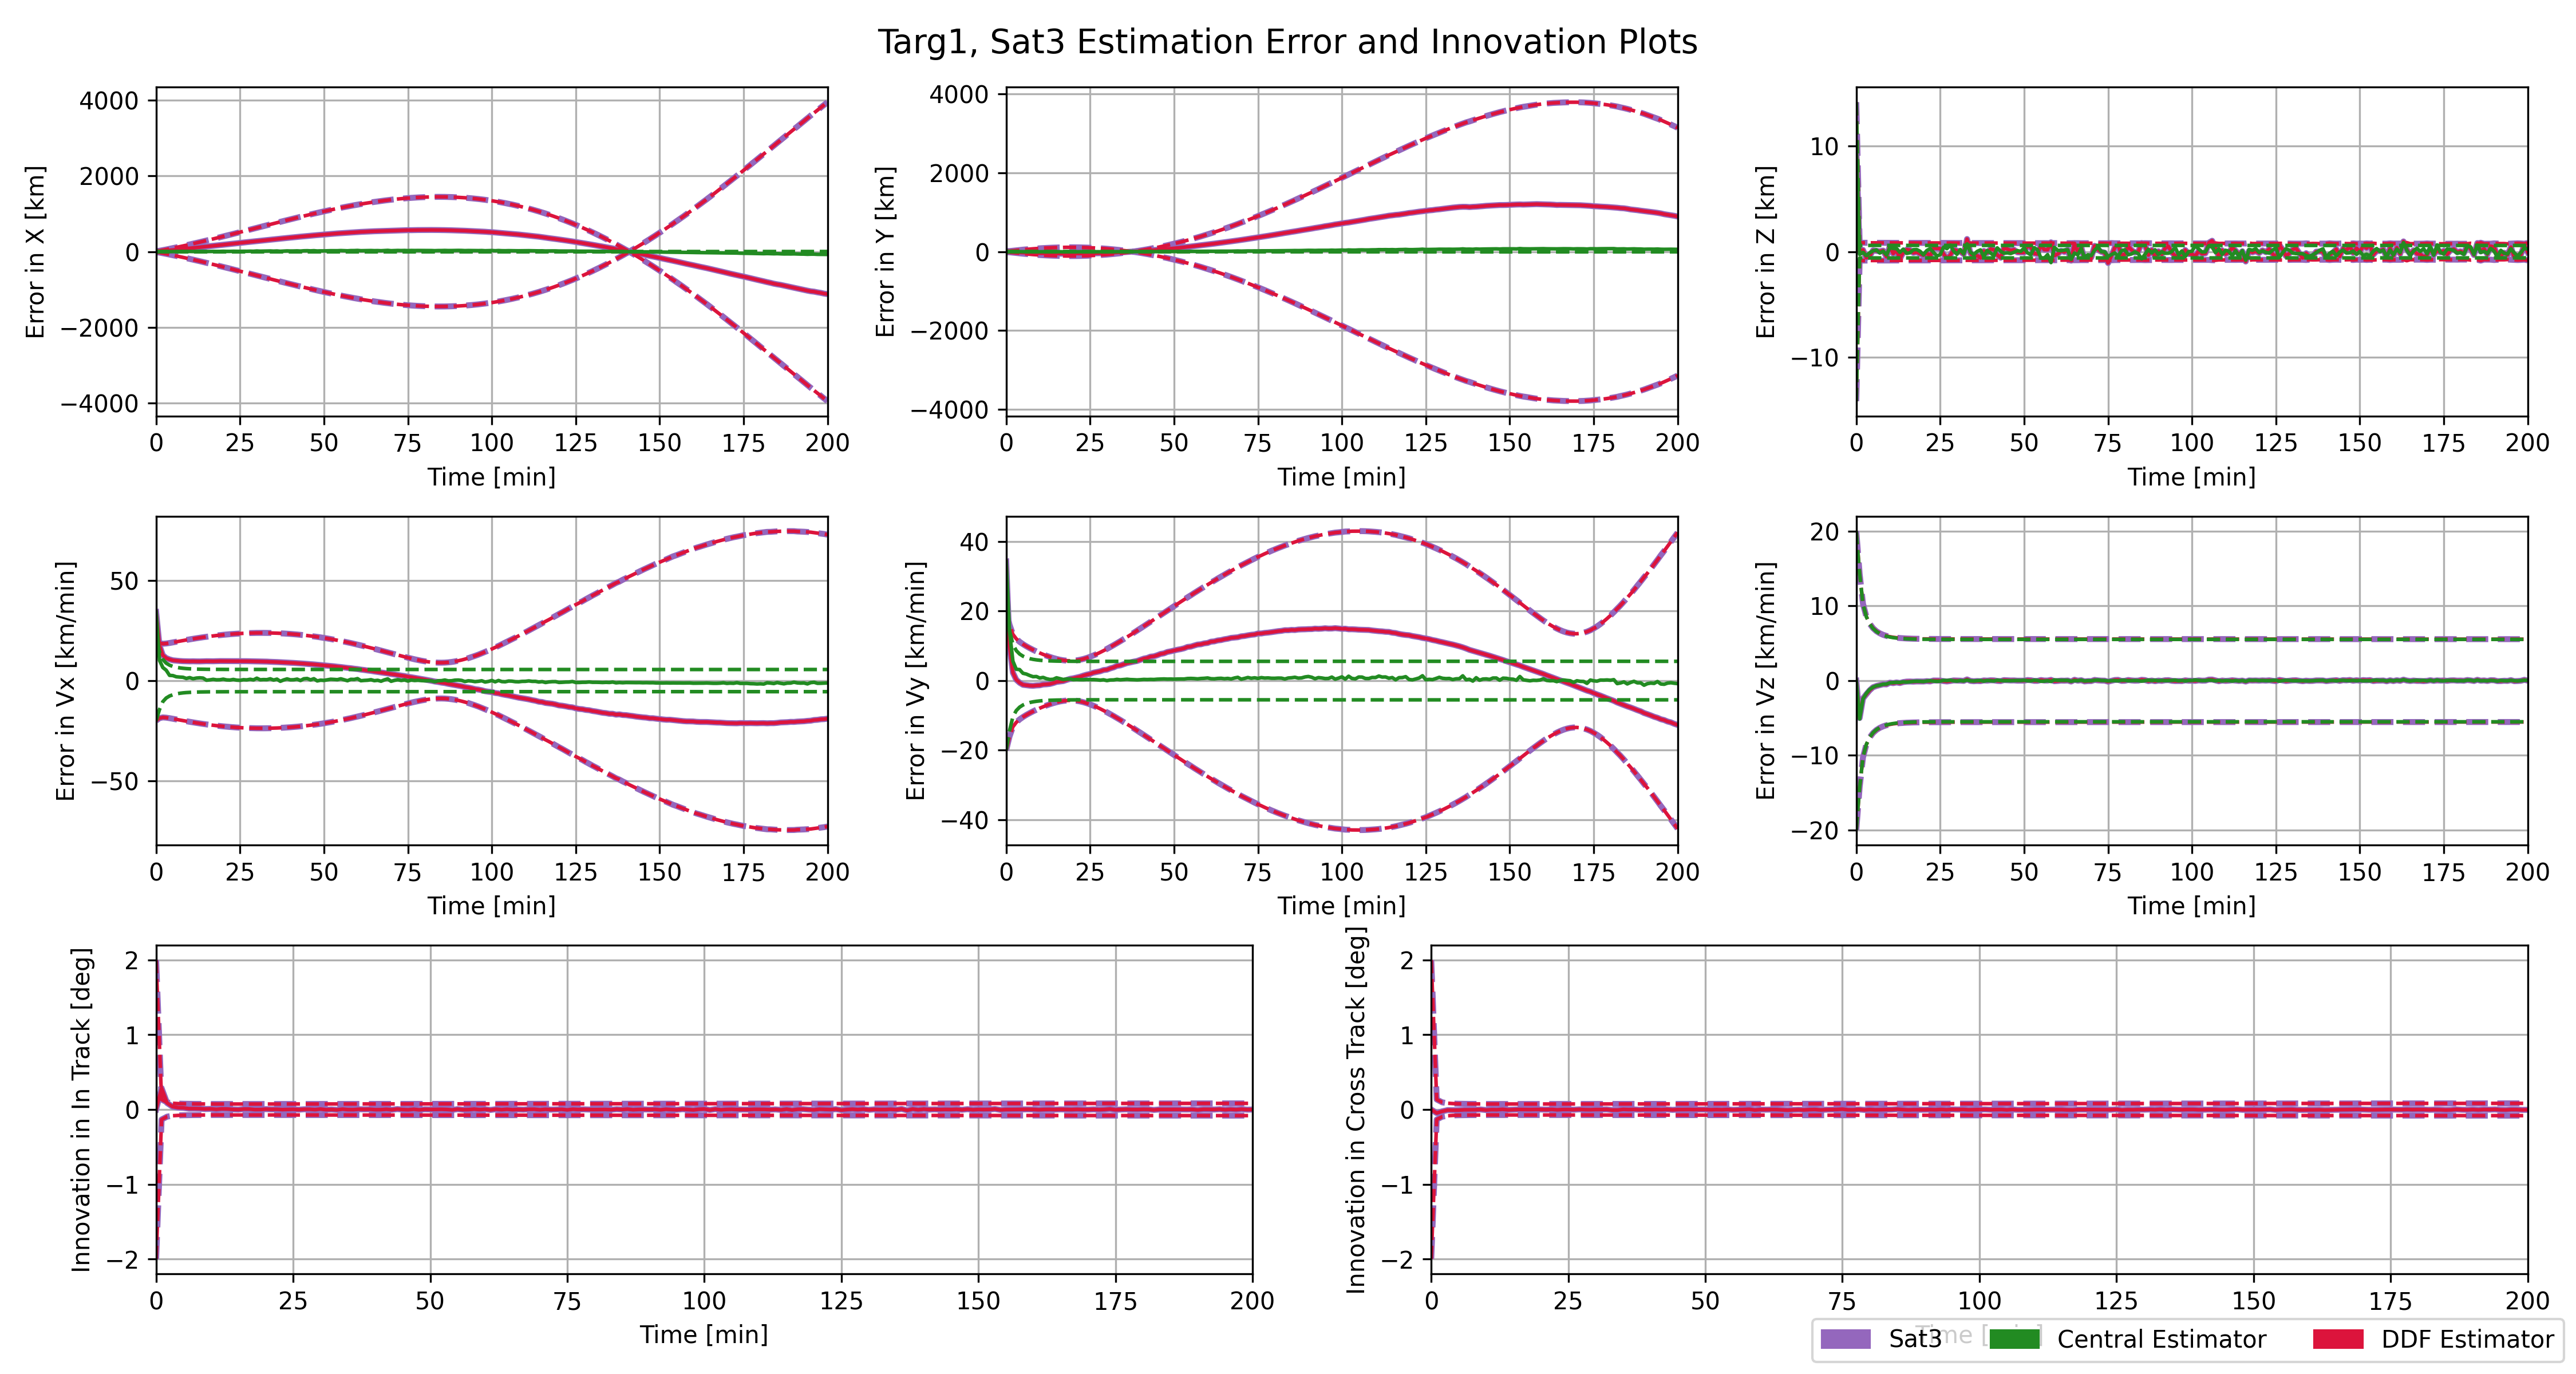 Targ1, Sat3 Estimation Error and Innovation Plots
Error in X [km]
4000
2000
0
−2000
−4000
0 25 50 75 100 125 150 175 200
Time [min]
Error in Y [km]
4000
2000
0
−2000
−4000
0 25 50 75 100 125 150 175 200
Time [min]
Error in Z [km]
10
0
−10
0 25 50 75 100 125 150 175 200
Time [min]
Error in Vx [km/min]
50
0
−50
0 25 50 75 100 125 150 175 200
Time [min]
Error in Vy [km/min]
40
20
0
−20
−40
0 25 50 75 100 125 150 175 200
Time [min]
Error in Vz [km/min]
20
10
0
−10
−20
0 25 50 75 100 125 150 175 200
Time [min]
Innovation in In Track [deg]
2
1
0
−1
−2
0 25 50 75 100 125 150 175 200
Time [min]
Innovation in Cross Track [deg]
2
1
0
−1
−2
0 25 50 75 100 125 150 175 200
Sat3 Central Estimator DDF Estimator